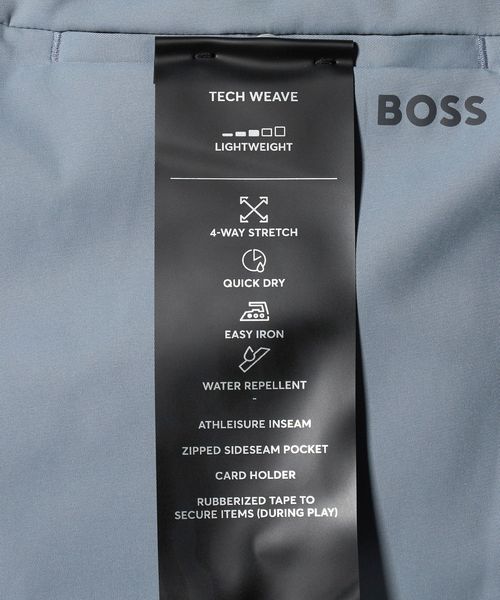 TECH WEAVE
BOSS
LIGHTWEIGHT
4-WAY STRETCH
QUICK DRY
EASY IRON
WATER REPELLENT
-
ATHLEISURE INSEAM
ZIPPED SIDESEAM POCKET
CARD HOLDER
RUBBERIZED TAPE TO
SECURE ITEMS (DURING PLAY)